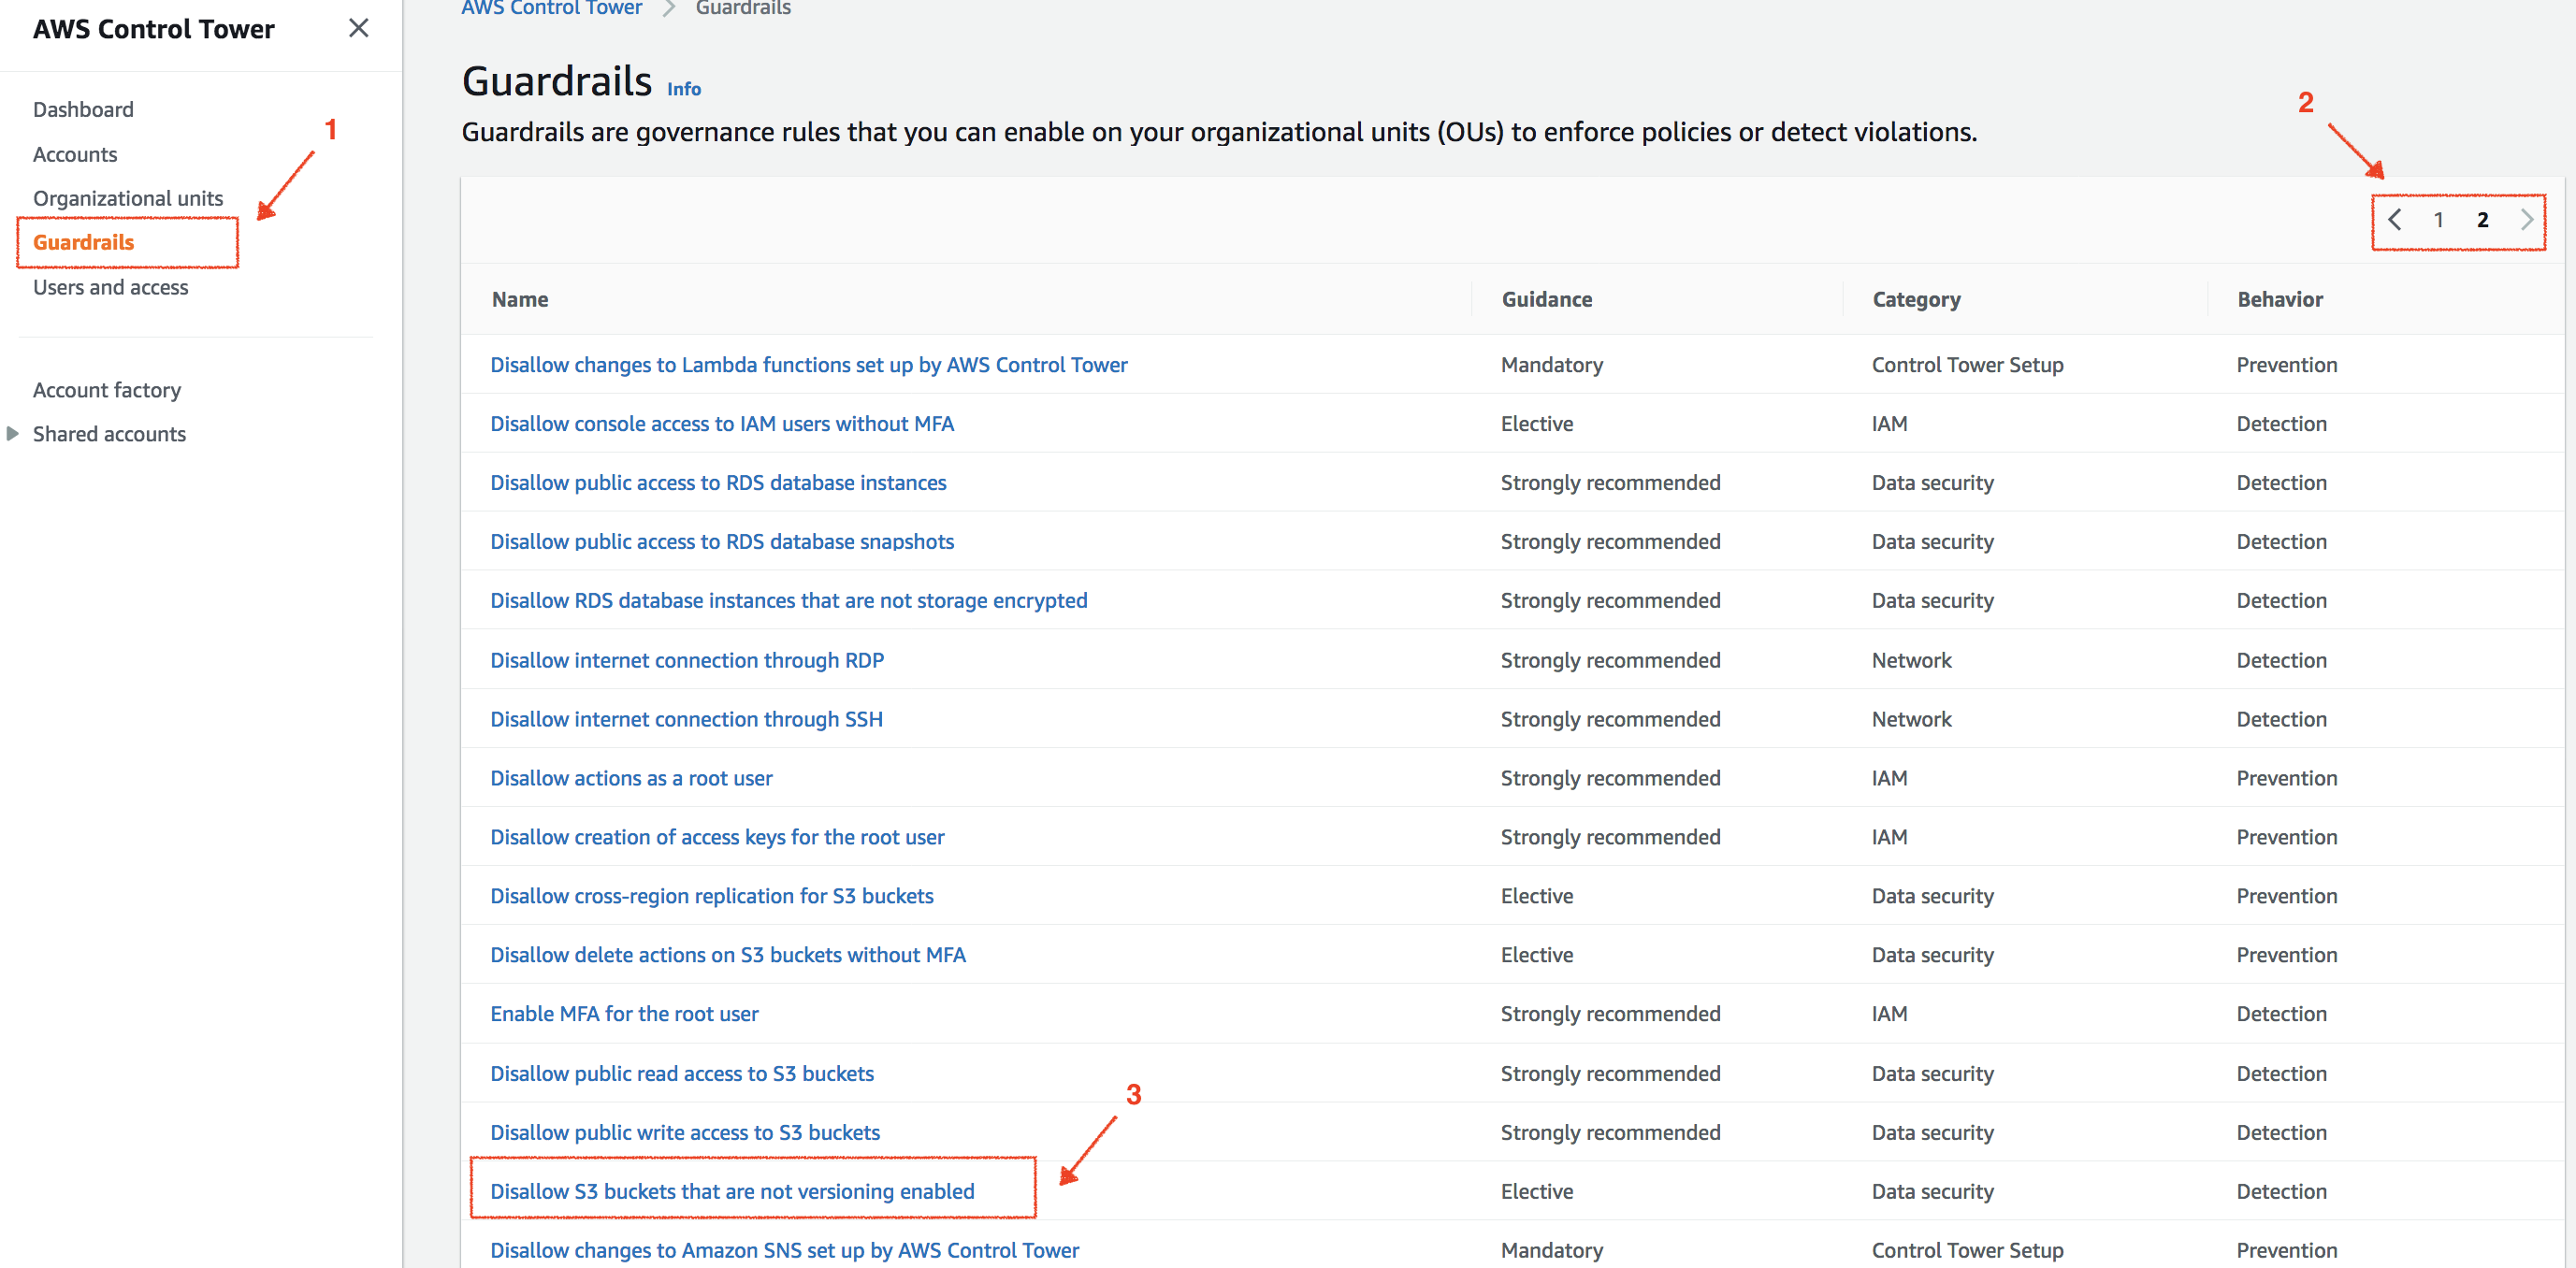 AWS Control Tower
Dashboard
1
Accounts
Organizational units
Guardrails
Users and access
Account factory
Shared accounts
AWS Control Tower > Guardrails
Guardrails Info
Guardrails are governance rules that you can enable on your organizational units (OUs) to enforce policies or detect violations.
2
< 1 2 >
Name Guidance Category Behavior
Disallow changes to Lambda functions set up by AWS Control Tower Mandatory Control Tower Setup Prevention
Disallow console access to IAM users without MFA Elective IAM Detection
Disallow public access to RDS database instances Strongly recommended Data security Detection
Disallow public access to RDS database snapshots Strongly recommended Data security Detection
Disallow RDS database instances that are not storage encrypted Strongly recommended Data security Detection
Disallow internet connection through RDP Strongly recommended Network Detection
Disallow internet connection through SSH Strongly recommended Network Detection
Disallow actions as a root user Strongly recommended IAM Prevention
Disallow creation of access keys for the root user Strongly recommended IAM Prevention
Disallow cross-region replication for S3 buckets Elective Data security Prevention
Disallow delete actions on S3 buckets without MFA Elective Data security Prevention
Enable MFA for the root user Strongly recommended IAM Detection
Disallow public read access to S3 buckets Strongly recommended Data security Detection
3
Disallow public write access to S3 buckets Strongly recommended Data security Detection
Disallow S3 buckets that are not versioning enabled Elective Data security Detection
Disallow changes to Amazon SNS set up by AWS Control Tower Mandatory Control Tower Setup Prevention